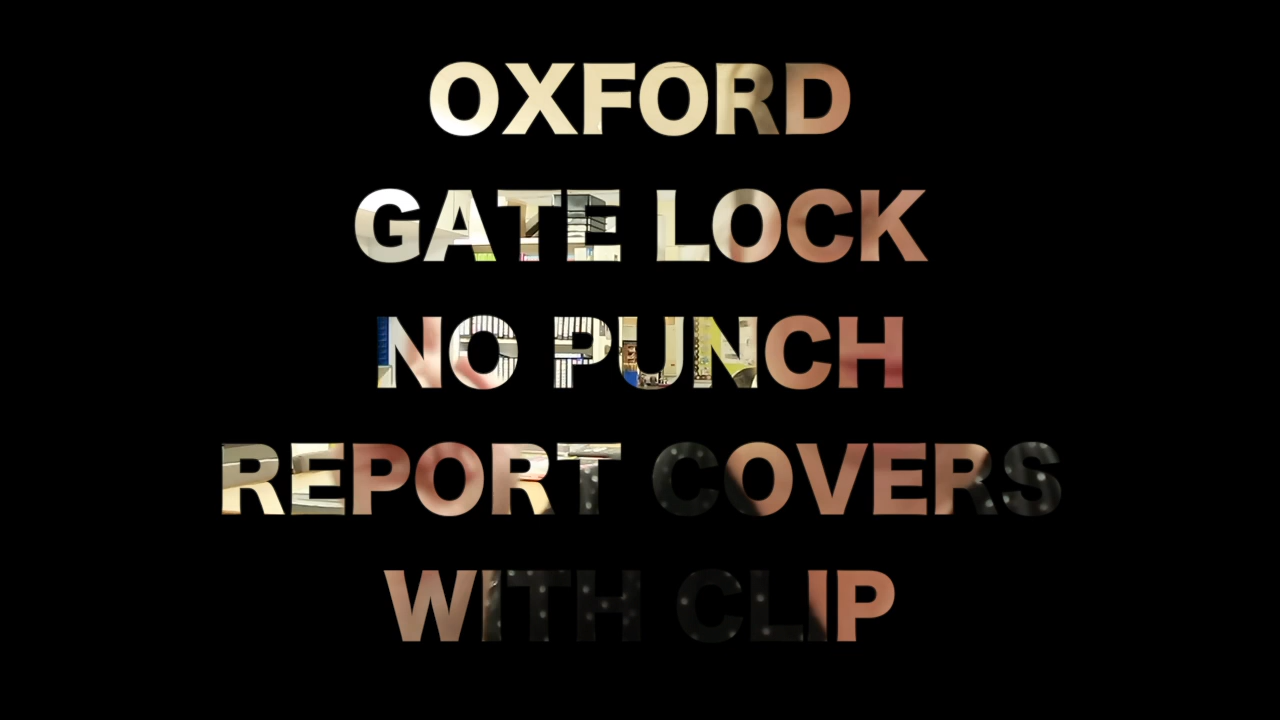 OXFORD
GATE LOCK
NO PUNCH
REPORT COVERS
WITH CLIP